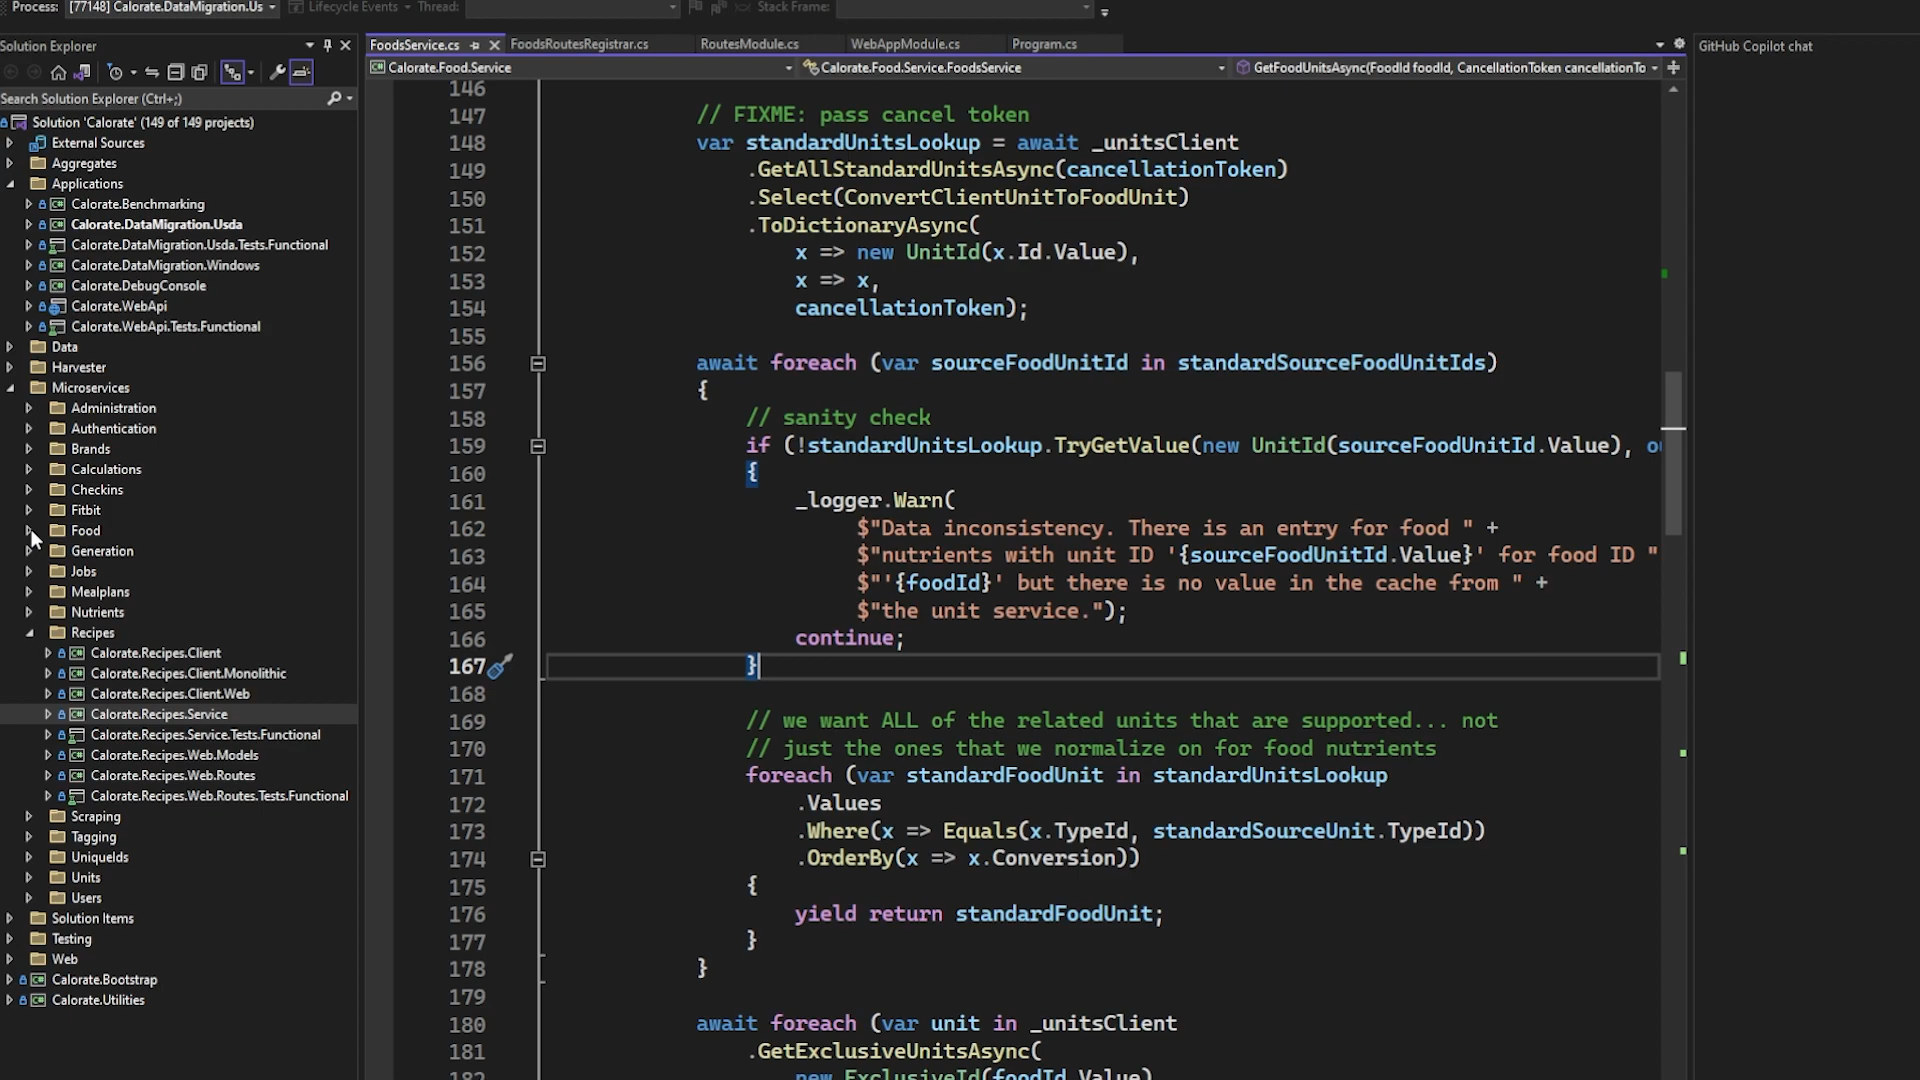 Process: [77148] Calorate.DataMigration.Us Lifecycle Events Thread: Stack Frame:
Solution Explorer
Search Solution Explorer (Ctrl+;)
Solution 'Calorate' (149 of 149 projects)
External Sources
Aggregates
Applications
Calorate.Benchmarking
Calorate.DataMigration.Usda
Calorate.DataMigration.Usda.Tests.Functional
Calorate.DataMigration.Windows
Calorate.DebugConsole
Calorate.WebApi
Calorate.WebApi.Tests.Functional
Data
Harvester
Microservices
Administration
Authentication
Brands
Calculations
Checkins
Fitbit
Food
Generation
Jobs
Mealplans
Nutrients
Recipes
Calorate.Recipes.Client
Calorate.Recipes.Client.Monolithic
Calorate.Recipes.Client.Web
Calorate.Recipes.Service
Calorate.Recipes.Service.Tests.Functional
Calorate.Recipes.Web.Models
Calorate.Recipes.Web.Routes
Calorate.Recipes.Web.Routes.Tests.Functional
Scraping
Tagging
UniqueIds
Units
Users
Solution Items
Testing
Web
Calorate.Bootstrap
Calorate.Utilities
FoodsService.cs FoodsRoutesRegistrar.cs RoutesModule.cs WebAppModule.cs Program.cs
Calorate.Food.Service Calorate.Food.Service.FoodsService GetFoodUnitsAsync(FoodId foodId, CancellationToken cancellationTo
146
147 // FIXME: pass cancel token
148 var standardUnitsLookup = await _unitsClient
149 .GetAllStandardUnitsAsync(cancellationToken)
150 .Select(ConvertClientUnitToFoodUnit)
151 .ToDictionaryAsync(
152 x => new UnitId(x.Id.Value),
153 x => x,
154 cancellationToken);
155
156 await foreach (var sourceFoodUnitId in standardSourceFoodUnitIds)
157 {
158 // sanity check
159 if (!standardUnitsLookup.TryGetValue(new UnitId(sourceFoodUnitId.Value), o
160 {
161 _logger.Warn(
162 $"Data inconsistency. There is an entry for food " +
163 $"nutrients with unit ID '{sourceFoodUnitId.Value}' for food ID "
164 $"'{foodId}' but there is no value in the cache from " +
165 $"the unit service.");
166 continue;
167 }
168
169 // we want ALL of the related units that are supported... not
170 // just the ones that we normalize on for food nutrients
171 foreach (var standardFoodUnit in standardUnitsLookup
172 .Values
173 .Where(x => Equals(x.TypeId, standardSourceUnit.TypeId))
174 .OrderBy(x => x.Conversion))
175 {
176 yield return standardFoodUnit;
177 }
178 }
179
180 await foreach (var unit in _unitsClient
181 .GetExclusiveUnitsAsync(
182 new ExclusiveId(foodId.Value)
GitHub Copilot chat